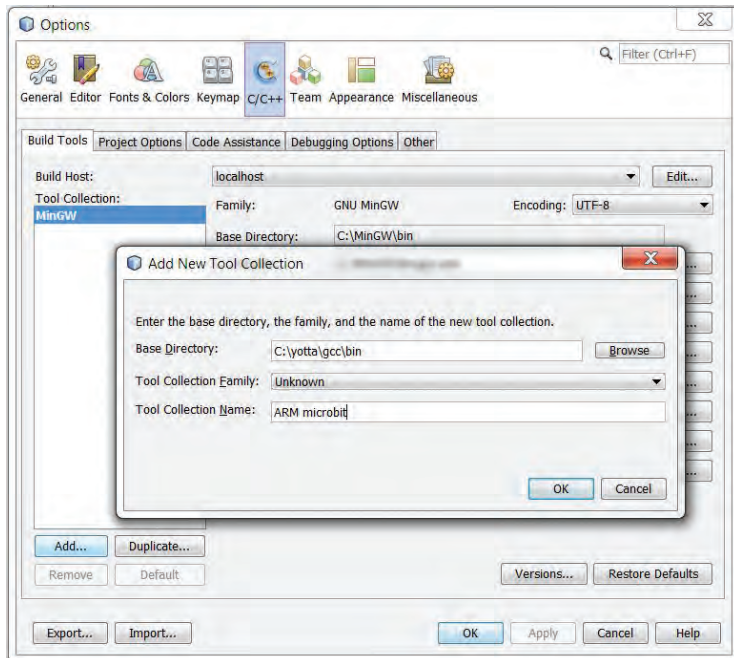 Options
Filter (Ctrl+F)
General Editor Fonts & Colors Keymap C/C++ Team Appearance Miscellaneous
Build Tools Project Options Code Assistance Debugging Options Other
Build Host: localhost Edit...
Tool Collection:
MinGW
Family: GNU MinGW Encoding: UTF-8
Base Directory: C:\MinGW\bin
Add New Tool Collection
...
...
Enter the base directory, the family, and the name of the new tool collection.
...
Base Directory: C:\yotta\gcc\bin Browse
...
Tool Collection Family: Unknown
...
Tool Collection Name: ARM microbit
...
...
...
OK Cancel
Add... Duplicate...
Remove Default
Versions... Restore Defaults
Export... Import... OK Apply Cancel Help